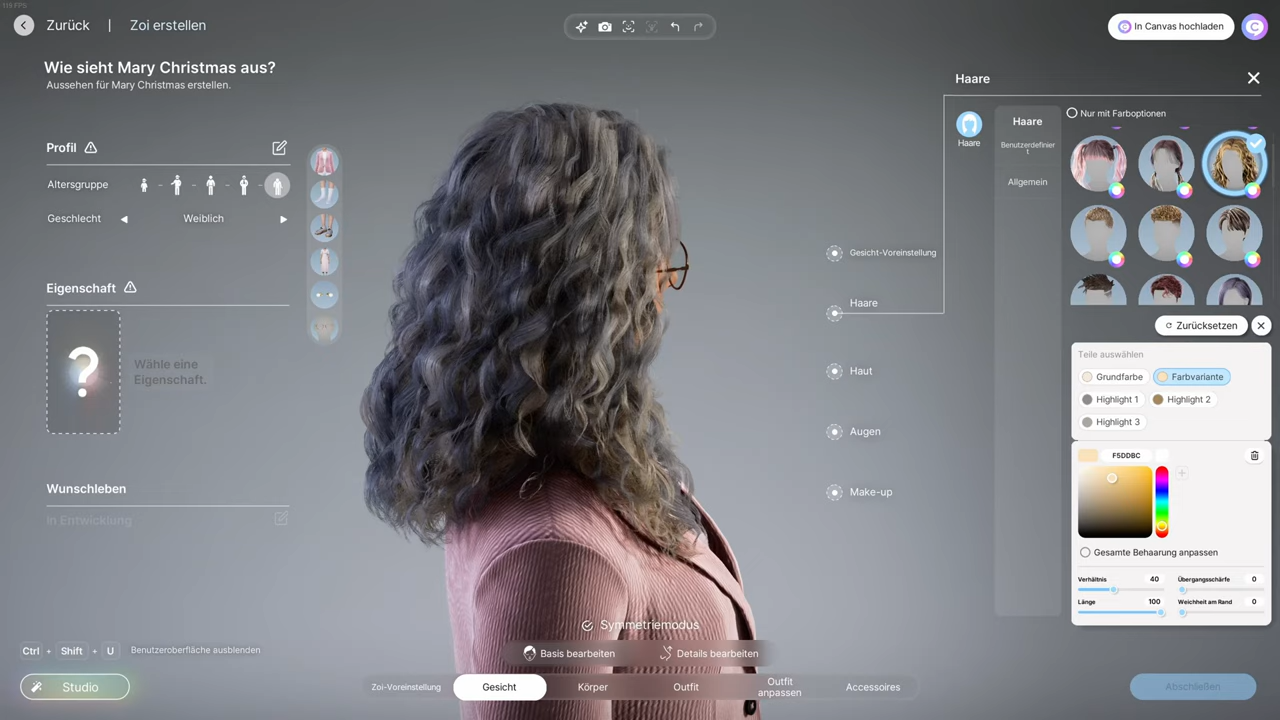 119 FPS
Zurück | Zoi erstellen
In Canvas hochladen
Wie sieht Mary Christmas aus?
Aussehen für Mary Christmas erstellen.
Profil
Altersgruppe
Geschlecht
Weiblich
Eigenschaft
?
Wähle eine
Eigenschaft.
Wunschleben
In Entwicklung
Ctrl + Shift + U Benutzeroberfläche ausblenden
Studio
Symmetriemodus
Basis bearbeiten
Details bearbeiten
Zoi-Voreinstellung
Gesicht
Körper
Outfit
Outfit
anpassen
Accessoires
Gesicht-Voreinstellung
Haare
Haut
Augen
Make-up
Haare
Haare
Haare
Benutzerdefinier
t
Allgemein
Nur mit Farboptionen
Zurücksetzen
Teile auswählen
Grundfarbe
Farbvariante
Highlight 1
Highlight 2
Highlight 3
F5DDBC
Gesamte Behaarung anpassen
Verhältnis 40
Übergangsschärfe 0
Länge 100
Weichheit am Rand 0
Abschließen